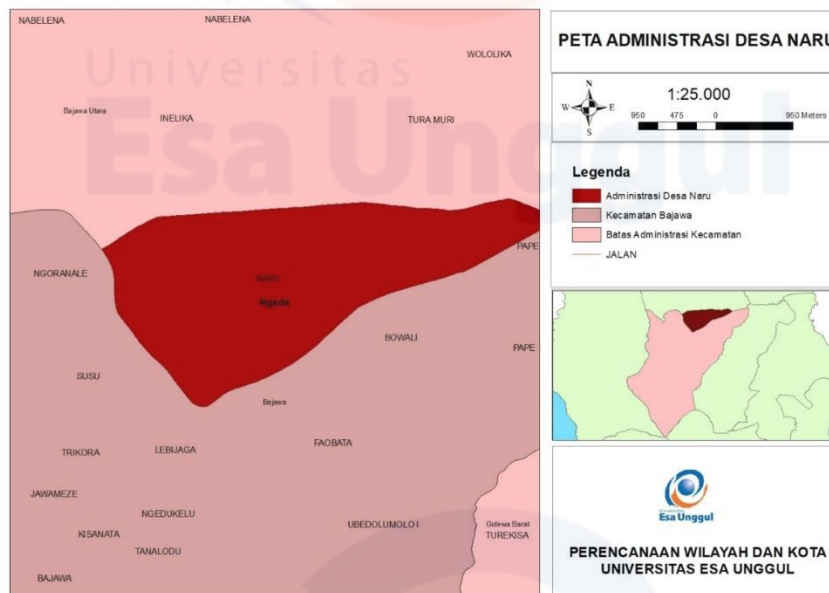 NABELENA
NABELENA
WOLOLIKA
Universitas
Esa Unggul
Bajawa Utara
INELIKA
TURA MURI
PAPE
NGORANALE
NARU
Ngada
BOWALI
PAPE
SUSU
Bajawa
FAOBATA
TRIKORA
LEBIJAGA
JAWAMEZE
NGEDUKELU
UBEDOLUMOLO I
Golewa Barat
KISANATA
TUREKISA
TANALODU
BAJAWA
PETA ADMINISTRASI DESA NARU
N
W
E
S
1:25.000
950 475 0 950 Meters
Legenda
Administrasi Desa Naru
Kecamatan Bajawa
Batas Administrasi Kecamatan
JALAN
Esa Unggul
PERENCANAAN WILAYAH DAN KOTA
UNIVERSITAS ESA UNGGUL